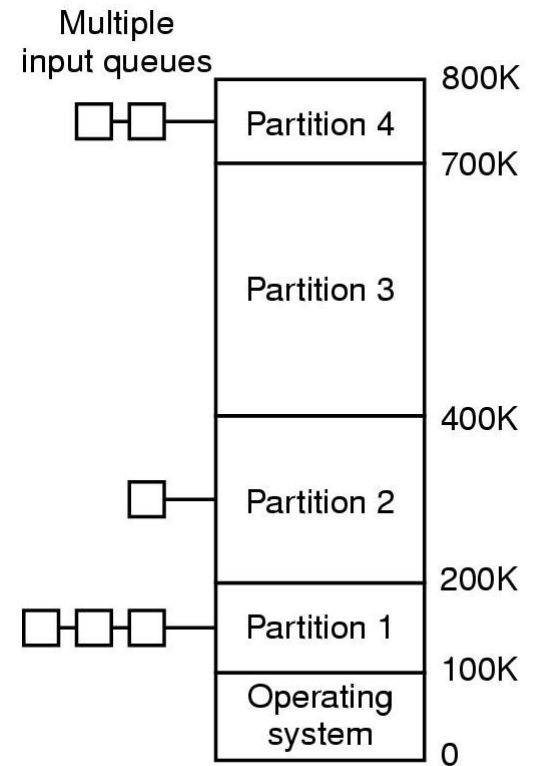 Multiple
input queues
800K
Partition 4
700K
Partition 3
400K
Partition 2
200K
Partition 1
100K
Operating
system
0